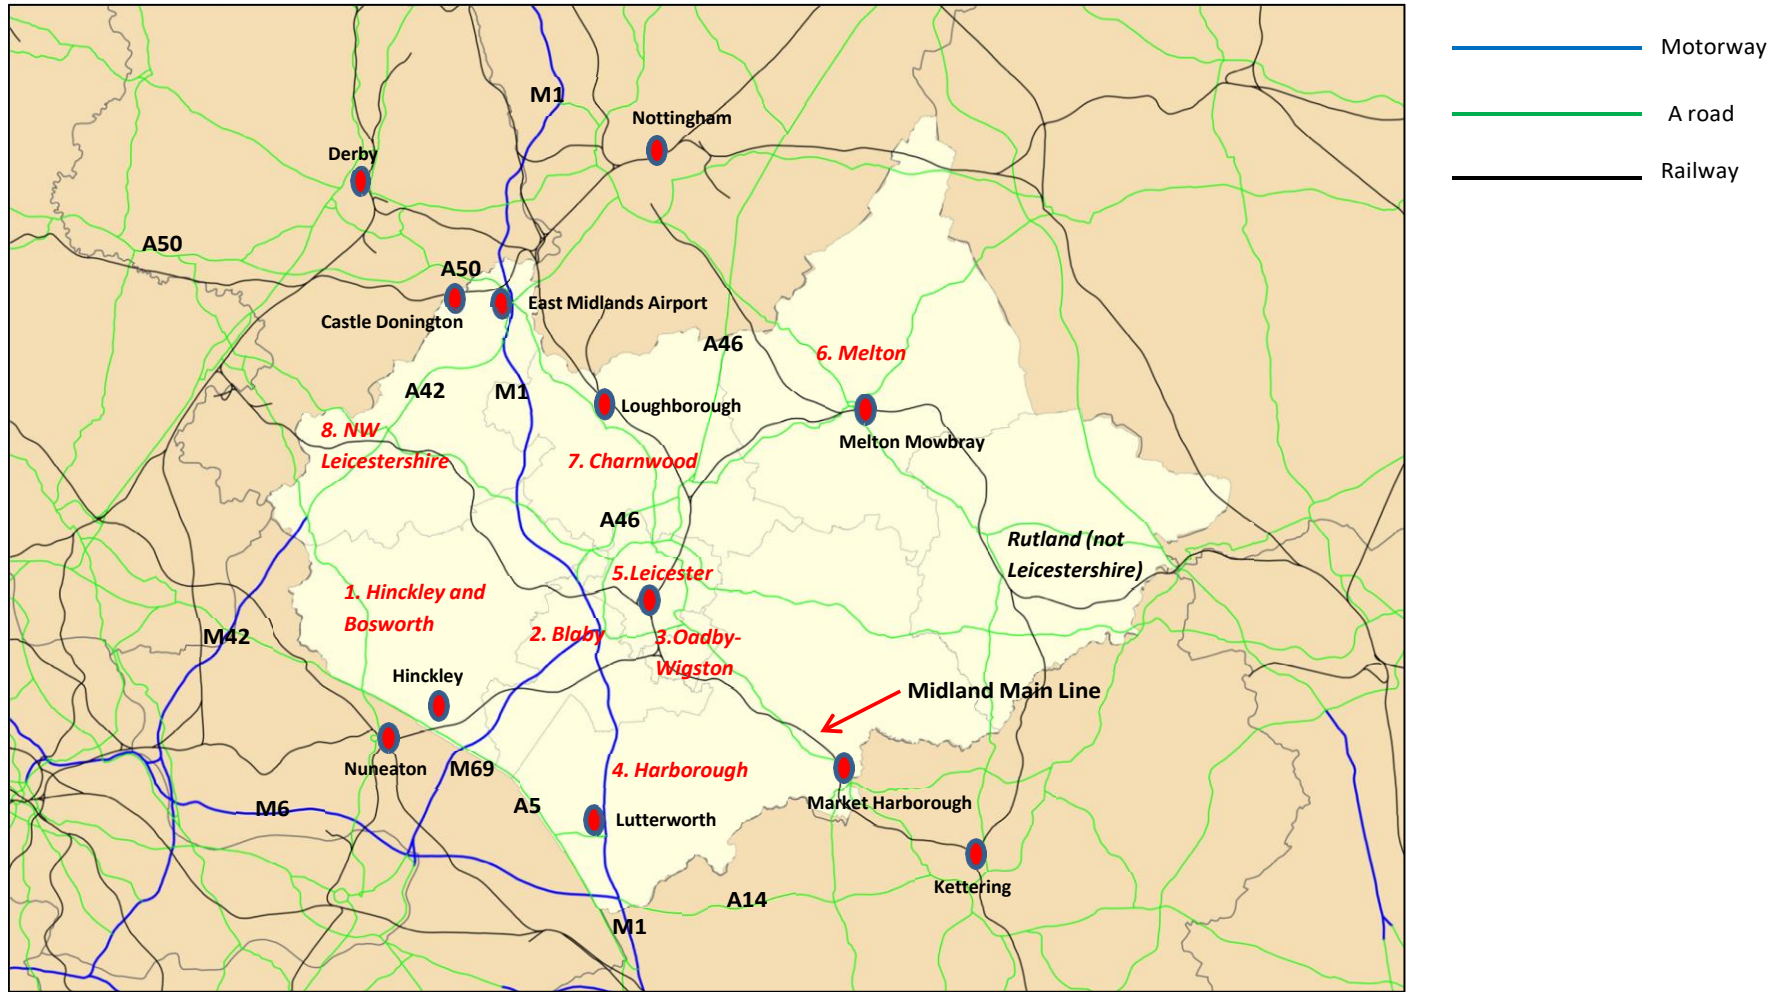 Motorway
A road
Railway
M1
Nottingham
Derby
A50
A50
East Midlands Airport
Castle Donington
A46
6. Melton
A42
M1
Loughborough
Melton Mowbray
8. NW
Leicestershire
7. Charnwood
A46
Rutland (not
Leicestershire)
5.Leicester
1. Hinckley and
Bosworth
2. Blaby
3.Oadby-
Wigston
M42
Hinckley
Midland Main Line
Nuneaton
M69
4. Harborough
M6
A5
Lutterworth
Market Harborough
Kettering
A14
M1